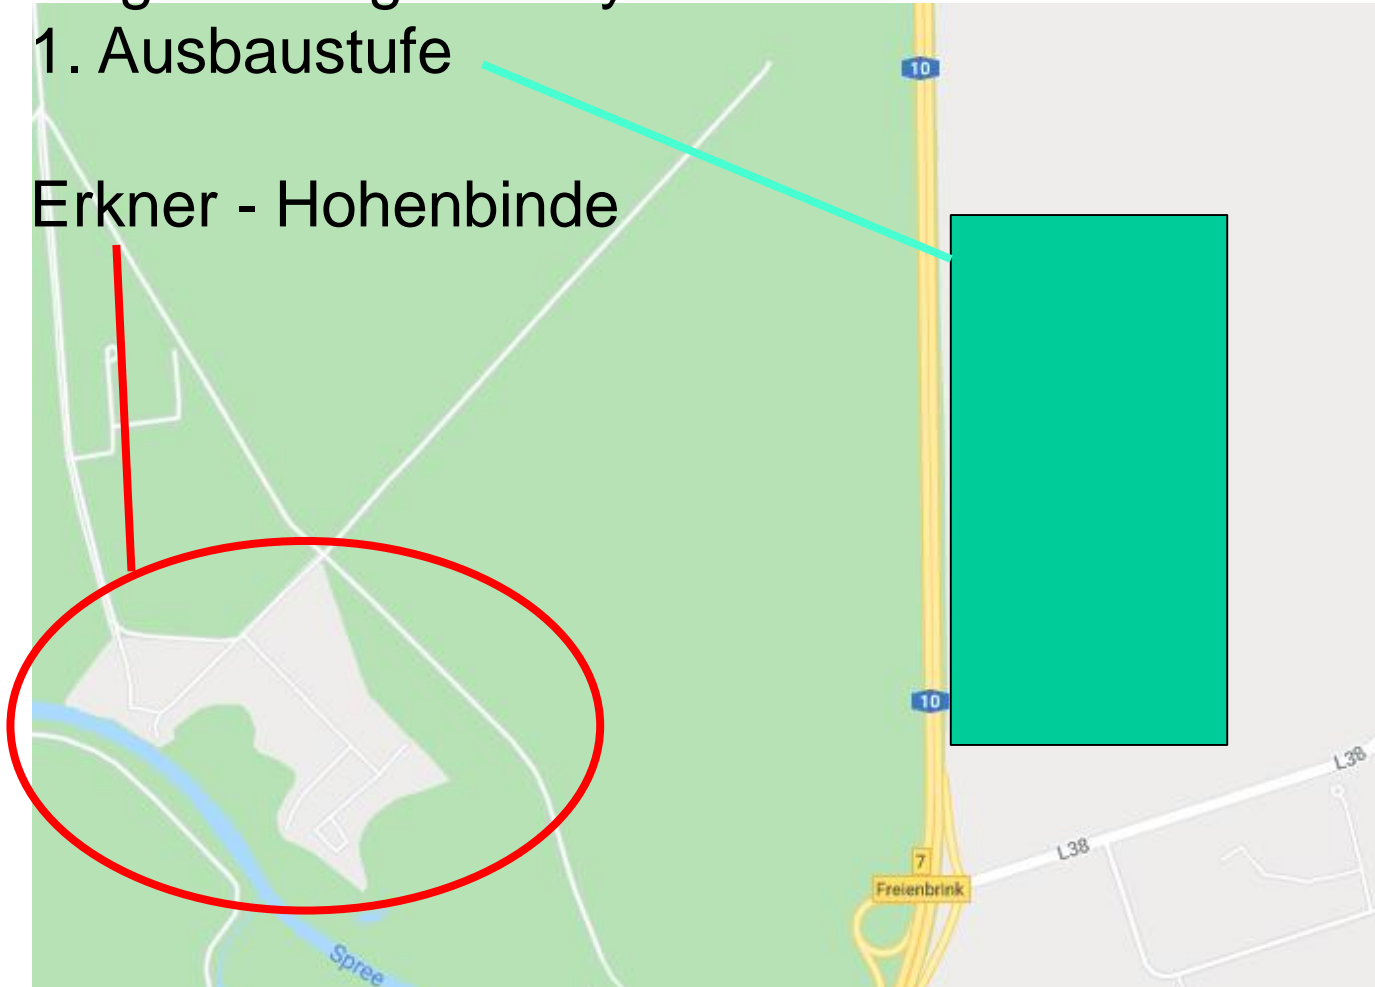 1. Ausbaustufe
10
Erkner - Hohenbinde
10
L38
L38
7
Freienbrink
Spree